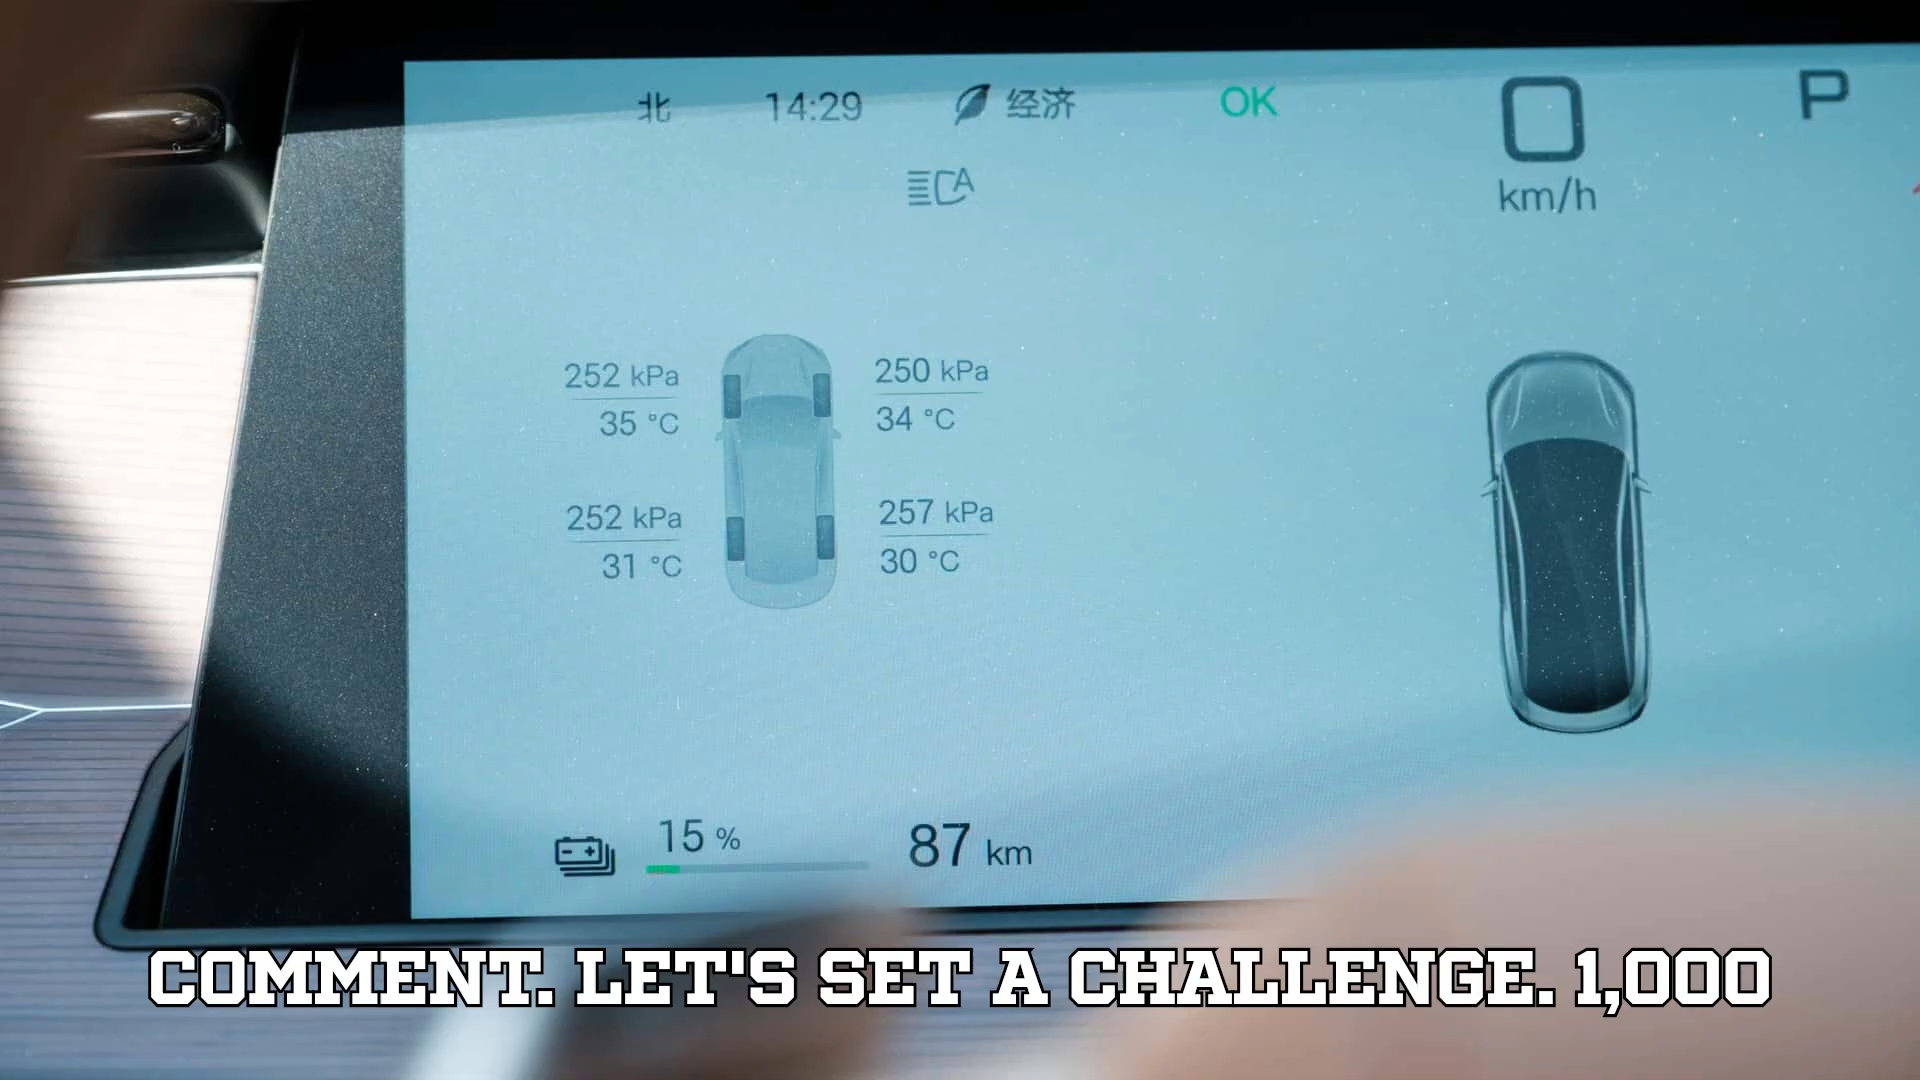 北 14:29 经济 OK 0 P
A
km/h
252 kPa 250 kPa
35 °C 34 °C
252 kPa 257 kPa
31 °C 30 °C
15 % 87 km
COMMENT. LET'S SET A CHALLENGE. 1,000